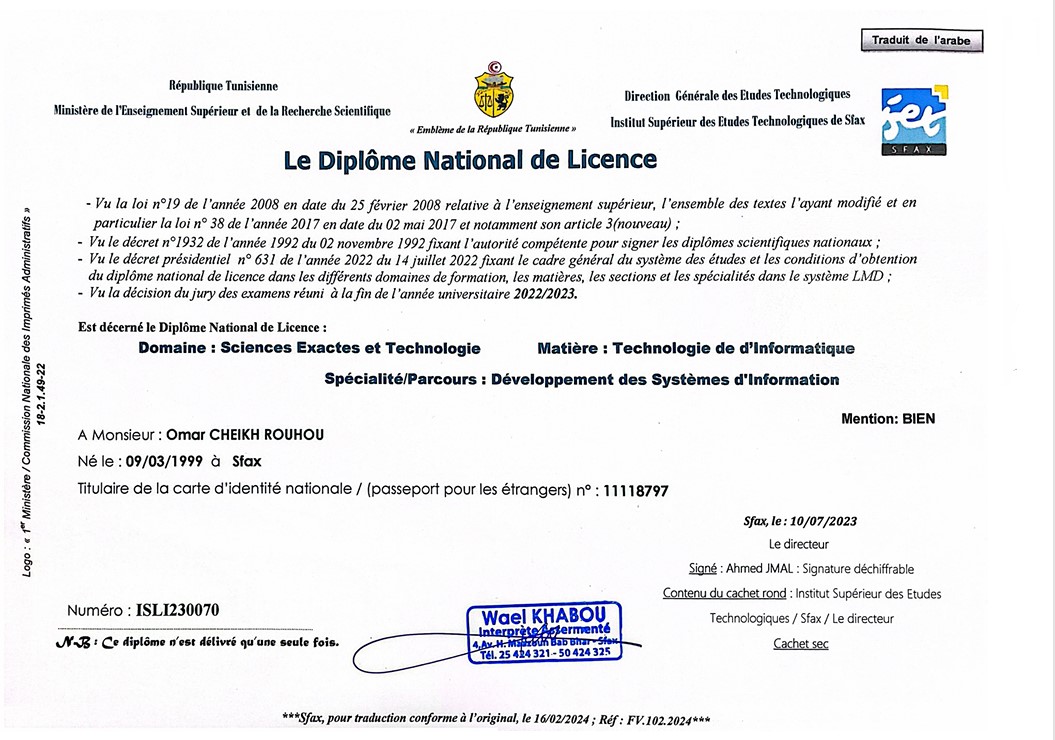 Traduit de l'arabe
République Tunisienne
Ministère de l'Enseignement Supérieur et de la Recherche Scientifique
« Emblème de la République Tunisienne »
Direction Générale des Etudes Technologiques
Institut Supérieur des Etudes Technologiques de Sfax
iset
SFAX
Le Diplôme National de Licence
- Vu la loi n°19 de l'année 2008 en date du 25 février 2008 relative à l'enseignement supérieur, l'ensemble des textes l'ayant modifié et en
particulier la loi n° 38 de l'année 2017 en date du 02 mai 2017 et notamment son article 3(nouveau) ;
- Vu le décret n°1932 de l'année 1992 du 02 novembre 1992 fixant l'autorité compétente pour signer les diplômes scientifiques nationaux ;
- Vu le décret présidentiel n° 631 de l'année 2022 du 14 juillet 2022 fixant le cadre général du système des études et les conditions d'obtention
du diplôme national de licence dans les différents domaines de formation, les matières, les sections et les spécialités dans le système LMD ;
- Vu la décision du jury des examens réuni à la fin de l'année universitaire 2022/2023.
Est décerné le Diplôme National de Licence :
Domaine : Sciences Exactes et Technologie Matière : Technologie de d'Informatique
Spécialité/Parcours : Développement des Systèmes d'Information
Mention: BIEN
A Monsieur : Omar CHEIKH ROUHOU
Né le : 09/03/1999 à Sfax
Titulaire de la carte d'identité nationale / (passeport pour les étrangers) n° : 11118797
Sfax, le : 10/07/2023
Le directeur
Signé : Ahmed JMAL : Signature déchiffrable
Contenu du cachet rond : Institut Supérieur des Etudes
Technologiques / Sfax / Le directeur
Cachet sec
Numéro : ISLI230070
N-B : Ce diplôme n'est délivré qu'une seule fois.
Wael KHABOU
Interprète Assermenté
4, Av. H. Bab Bhar - Sfax
Tél. 25 424 321 - 50 424 325
***Sfax, pour traduction conforme à l'original, le 16/02/2024 ; Réf : FV.102.2024***
Logo : « 1er Ministère / Commission Nationale des Imprimés Administratifs »
18-2.1.49-22